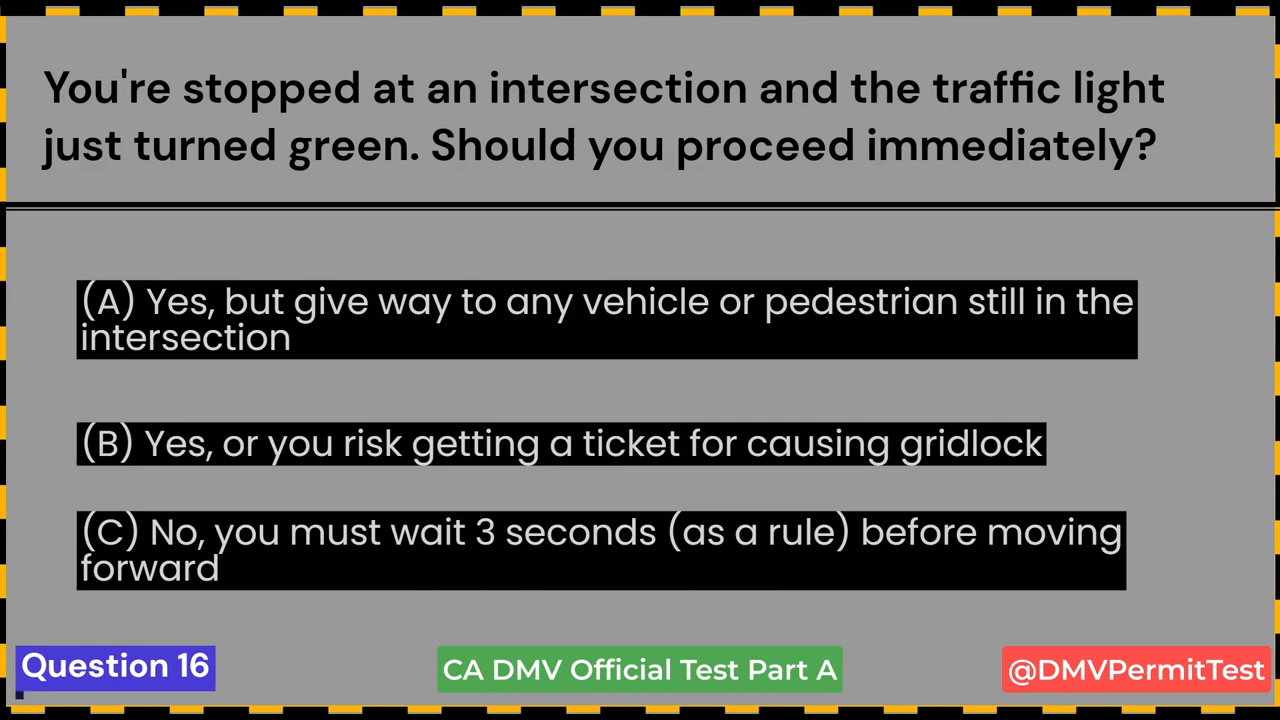 You're stopped at an intersection and the traffic light
just turned green. Should you proceed immediately?
(A) Yes, but give way to any vehicle or pedestrian still in the
intersection
(B) Yes, or you risk getting a ticket for causing gridlock
(C) No, you must wait 3 seconds (as a rule) before moving
forward
Question 16
CA DMV Official Test Part A
@DMVPermitTest